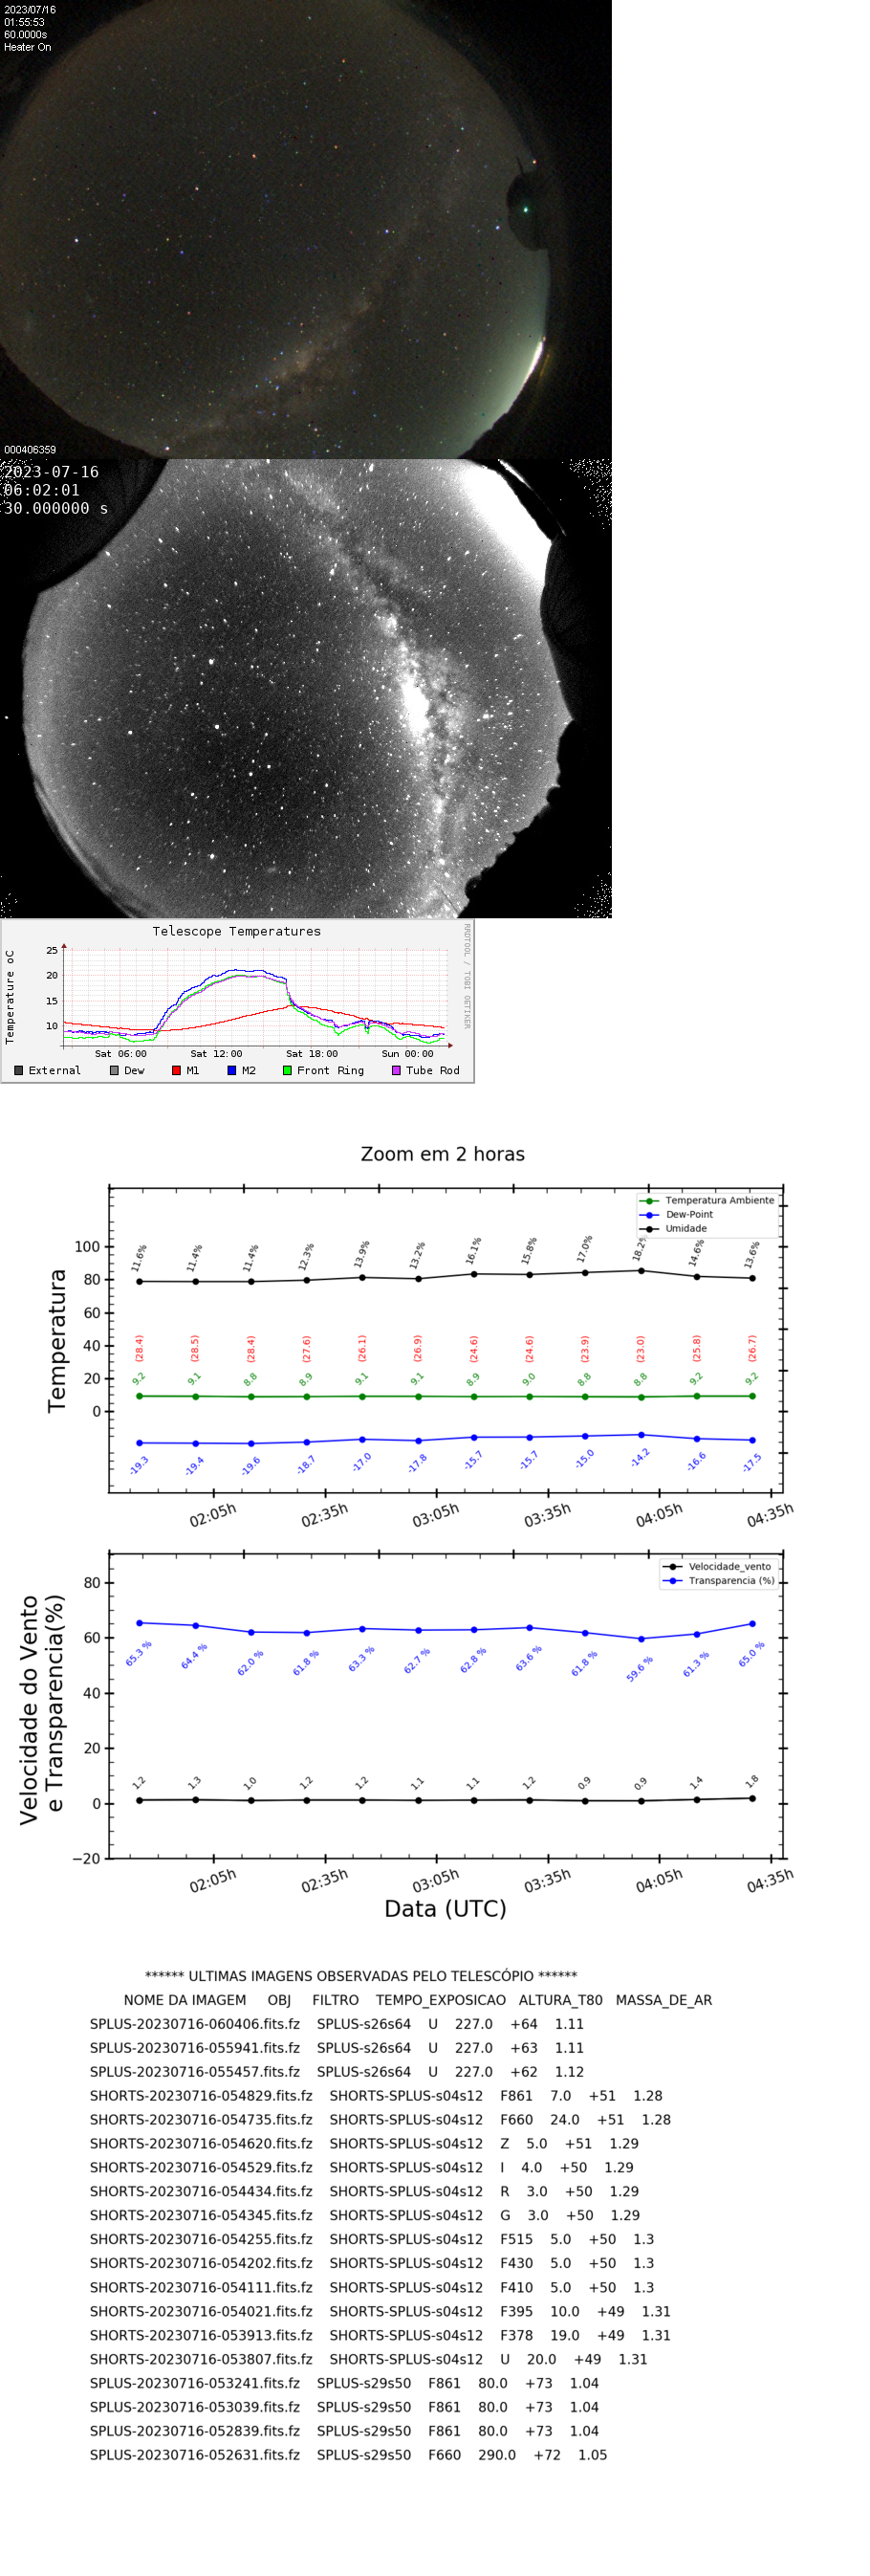 2023/07/16
01:55:53
60.0000s
Heater On
000406359
2023-07-16
06:02:01
30.000000 s
Telescope Temperatures
RRDTOOL / TOBI OETIKER
Temperature oC
25
20
15
10
Sat 06:00 Sat 12:00 Sat 18:00 Sun 00:00
External Dew M1 M2 Front Ring Tube Rod
Zoom em 2 horas
Temperatura Ambiente
Dew-Point
Umidade
Temperatura
100
80
60
40
20
0
11.6% 11.4% 11.4% 12.3% 13.9% 13.2% 16.1% 15.8% 17.0% 18.2% 14.6% 13.6%
(28.4) (28.5) (28.4) (27.6) (26.1) (26.9) (24.6) (24.6) (23.9) (23.0) (25.8) (26.7)
9.2 9.1 8.8 8.9 9.1 9.1 8.9 9.0 8.8 8.8 9.2 9.2
-19.3 -19.4 -19.6 -18.7 -17.0 -17.8 -15.7 -15.7 -15.0 -14.2 -16.6 -17.5
02:05h 02:35h 03:05h 03:35h 04:05h 04:35h
Velocidade_vento
Transparencia (%)
Velocidade do Vento
e Transparencia(%)
80
60
40
20
0
−20
65.3 % 64.4 % 62.0 % 61.8 % 63.3 % 62.7 % 62.8 % 63.6 % 61.8 % 59.6 % 61.3 % 65.0 %
1.2 1.3 1.0 1.2 1.2 1.1 1.1 1.2 0.9 0.9 1.4 1.8
02:05h 02:35h 03:05h 03:35h 04:05h 04:35h
Data (UTC)
****** ULTIMAS IMAGENS OBSERVADAS PELO TELESCÓPIO ******
NOME DA IMAGEM OBJ FILTRO TEMPO_EXPOSICAO ALTURA_T80 MASSA_DE_AR
SPLUS-20230716-060406.fits.fz SPLUS-s26s64 U 227.0 +64 1.11
SPLUS-20230716-055941.fits.fz SPLUS-s26s64 U 227.0 +63 1.11
SPLUS-20230716-055457.fits.fz SPLUS-s26s64 U 227.0 +62 1.12
SHORTS-20230716-054829.fits.fz SHORTS-SPLUS-s04s12 F861 7.0 +51 1.28
SHORTS-20230716-054735.fits.fz SHORTS-SPLUS-s04s12 F660 24.0 +51 1.28
SHORTS-20230716-054620.fits.fz SHORTS-SPLUS-s04s12 Z 5.0 +51 1.29
SHORTS-20230716-054529.fits.fz SHORTS-SPLUS-s04s12 I 4.0 +50 1.29
SHORTS-20230716-054434.fits.fz SHORTS-SPLUS-s04s12 R 3.0 +50 1.29
SHORTS-20230716-054345.fits.fz SHORTS-SPLUS-s04s12 G 3.0 +50 1.29
SHORTS-20230716-054255.fits.fz SHORTS-SPLUS-s04s12 F515 5.0 +50 1.3
SHORTS-20230716-054202.fits.fz SHORTS-SPLUS-s04s12 F430 5.0 +50 1.3
SHORTS-20230716-054111.fits.fz SHORTS-SPLUS-s04s12 F410 5.0 +50 1.3
SHORTS-20230716-054021.fits.fz SHORTS-SPLUS-s04s12 F395 10.0 +49 1.31
SHORTS-20230716-053913.fits.fz SHORTS-SPLUS-s04s12 F378 19.0 +49 1.31
SHORTS-20230716-053807.fits.fz SHORTS-SPLUS-s04s12 U 20.0 +49 1.31
SPLUS-20230716-053241.fits.fz SPLUS-s29s50 F861 80.0 +73 1.04
SPLUS-20230716-053039.fits.fz SPLUS-s29s50 F861 80.0 +73 1.04
SPLUS-20230716-052839.fits.fz SPLUS-s29s50 F861 80.0 +73 1.04
SPLUS-20230716-052631.fits.fz SPLUS-s29s50 F660 290.0 +72 1.05